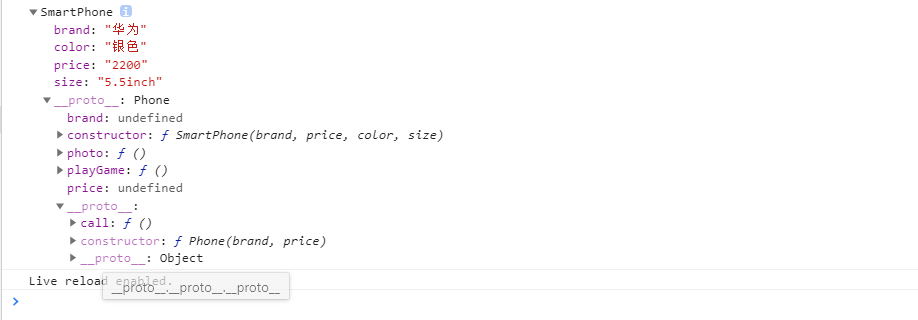 SmartPhone i
brand: "华为"
color: "银色"
price: "2200"
size: "5.5inch"
__proto__: Phone
brand: undefined
constructor: ƒ SmartPhone(brand, price, color, size)
photo: ƒ ()
playGame: ƒ ()
price: undefined
__proto__:
call: ƒ ()
constructor: ƒ Phone(brand, price)
__proto__: Object
Live reload enabled.
__proto__.__proto__.__proto__